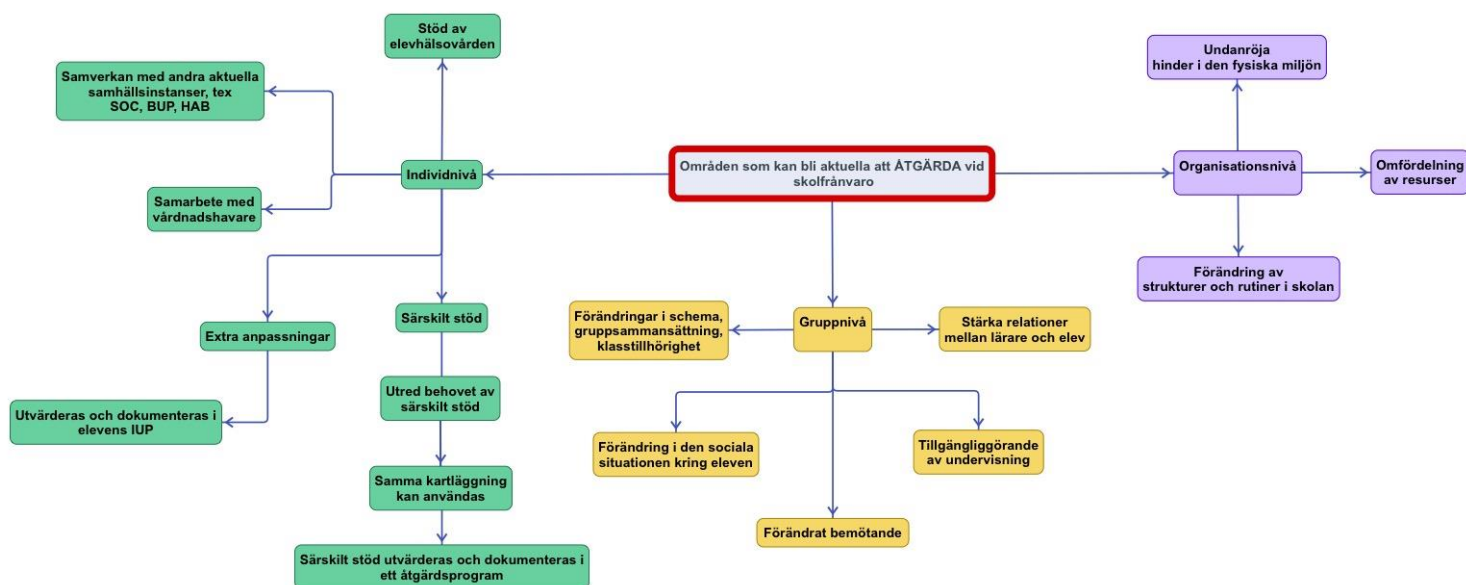 Stöd av
elevhälsovården
Undanröja
hinder i den fysiska miljön
Samverkan med andra aktuella
samhällsinstanser, tex
SOC, BUP, HAB
Individnivå
Områden som kan bli aktuella att ÅTGÄRDA vid
skolfrånvaro
Organisationsnivå
Omfördelning
av resurser
Samarbete med
vårdnadshavare
Förändring av
strukturer och rutiner i skolan
Extra anpassningar
Särskilt stöd
Förändringar i schema,
gruppsammansättning,
klasstillhörighet
Gruppnivå
Stärka relationer
mellan lärare och elev
Utvärderas och dokumenteras i
elevens IUP
Utred behovet av
särskilt stöd
Förändring i den sociala
situationen kring eleven
Tillgängliggörande
av undervisning
Samma kartläggning
kan användas
Förändrat bemötande
Särskilt stöd utvärderas och dokumenteras i
ett åtgärdsprogram